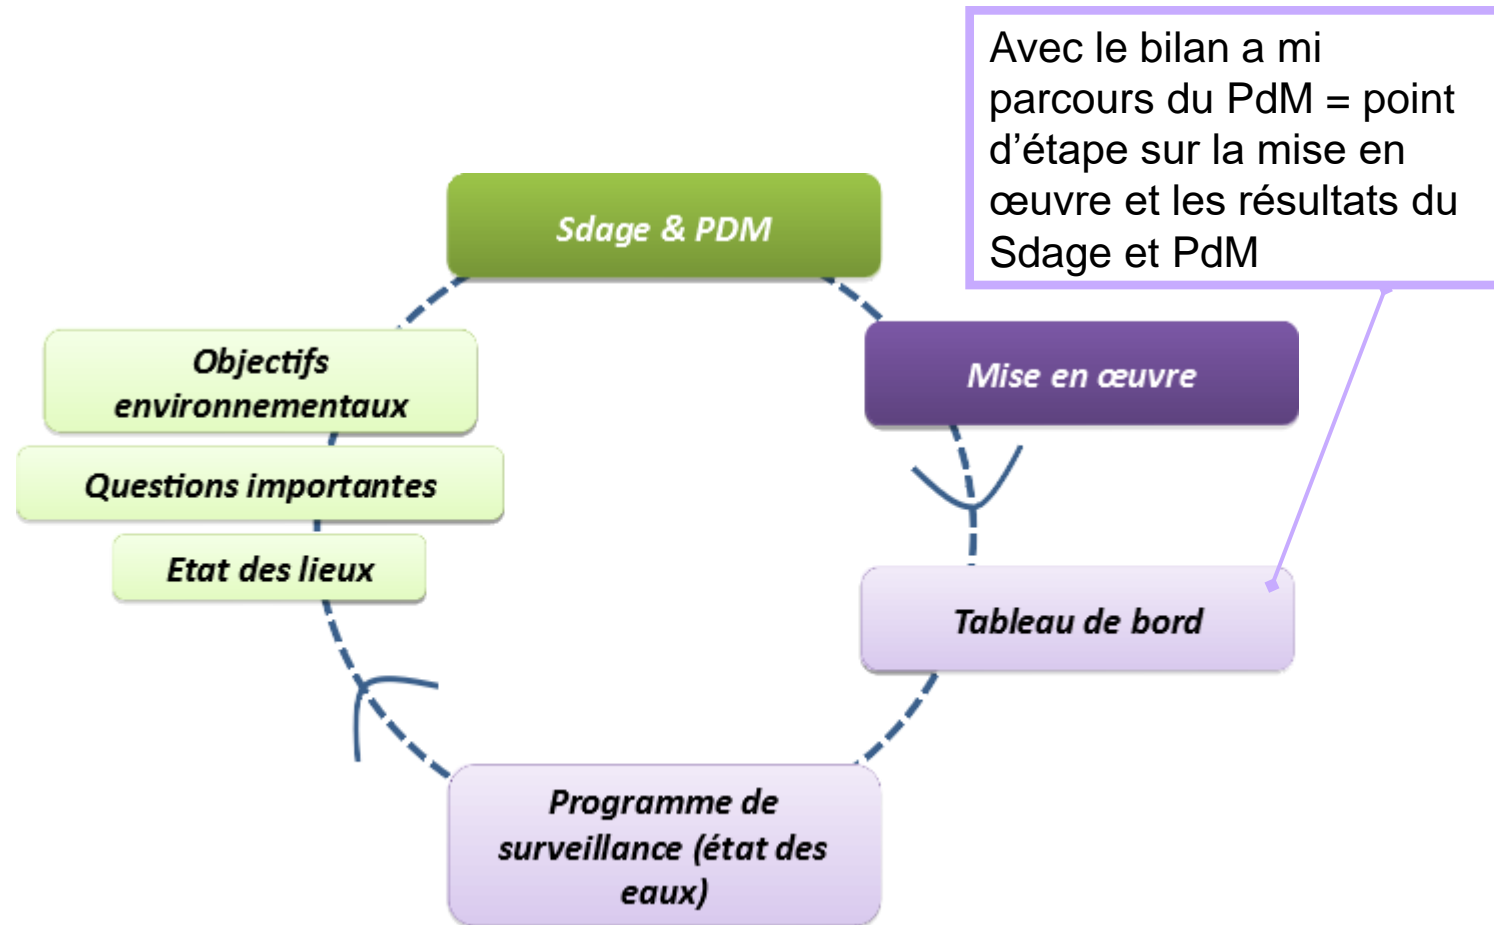 Avec le bilan a mi
parcours du PdM = point
d’étape sur la mise en
œuvre et les résultats du
Sdage et PdM
Sdage & PDM
Mise en œuvre
Tableau de bord
Programme de
surveillance (état des
eaux)
Etat des lieux
Questions importantes
Objectifs
environnementaux